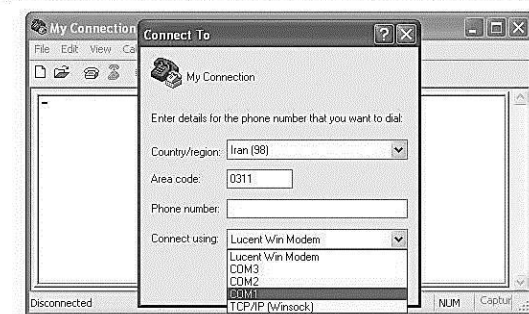 My Connection
Connect To
File Edit View Cal
My Connection
Enter details for the phone number that you want to dial:
Country/region: Iran (98)
Area code: 0311
Phone number:
Connect using: Lucent Win Modem
Lucent Win Modem
COM3
COM2
COM1
TCP/IP (Winsock)
Disconnected
NUM
Captur